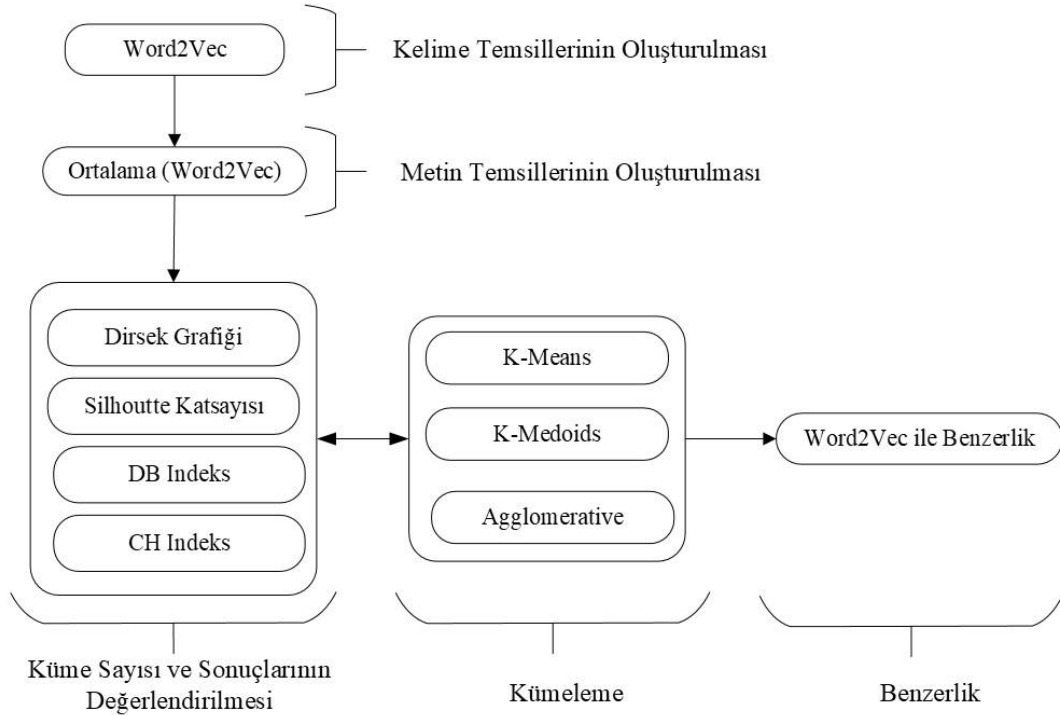 Word2Vec
Kelime Temsillerinin Oluşturulması
Ortalama (Word2Vec)
Metin Temsillerinin Oluşturulması
Dirsek Grafiği
Silhoutte Katsayısı
DB Indeks
CH Indeks
K-Means
K-Medoids
Agglomerative
Word2Vec ile Benzerlik
Küme Sayısı ve Sonuçlarının
Değerlendirilmesi
Kümeleme
Benzerlik